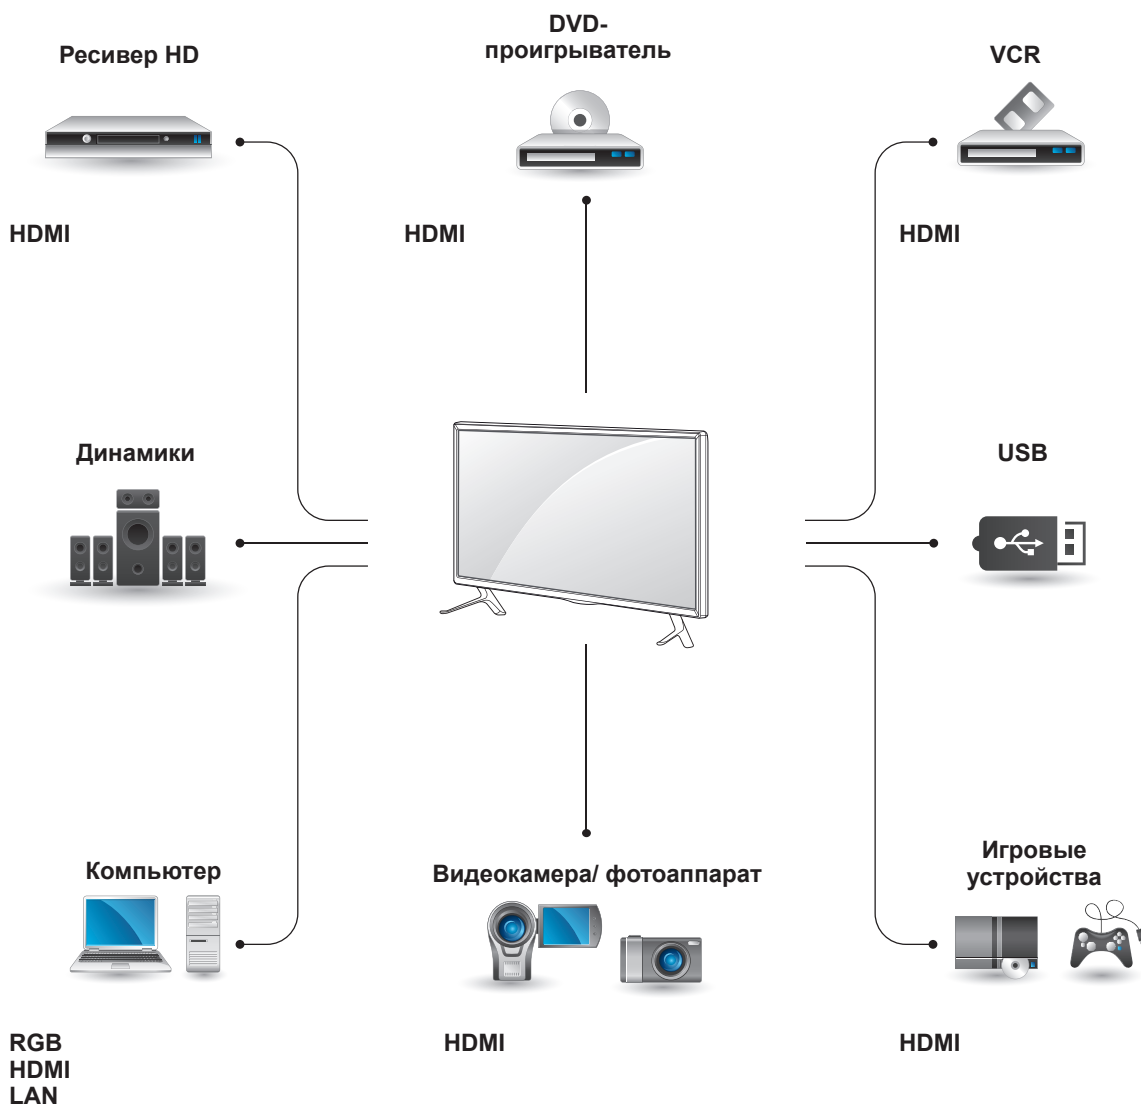 Ресивер HD
DVD-
проигрыватель
VCR
HDMI
HDMI
HDMI
Динамики
USB
Компьютер
Видеокамера/ фотоаппарат
Игровые
устройства
RGB
HDMI
LAN
HDMI
HDMI